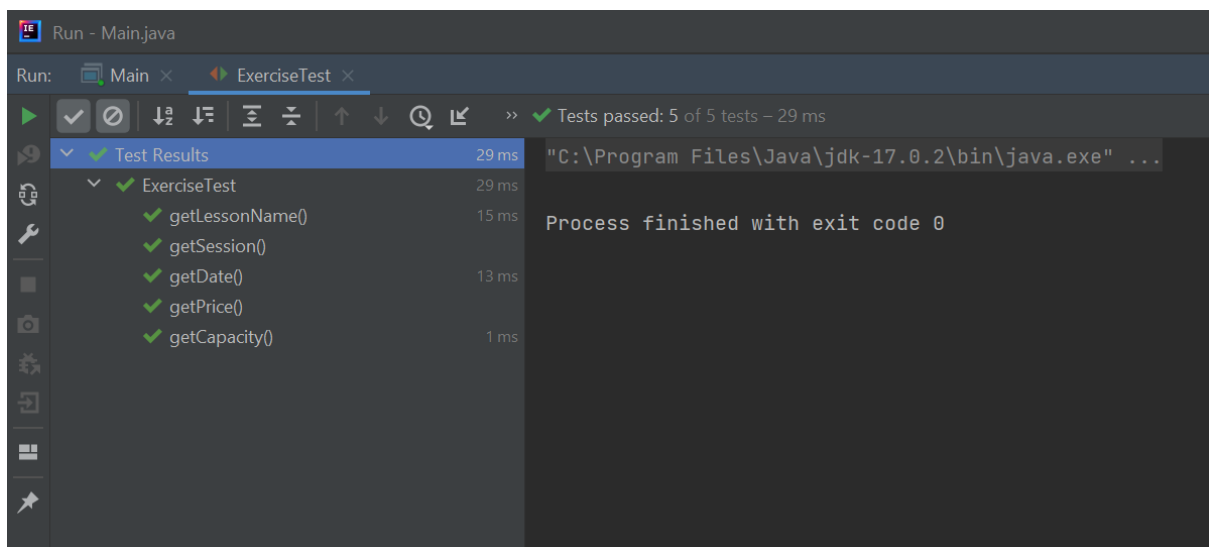 Run - Main.java
Run: Main ExerciseTest
Tests passed: 5 of 5 tests – 29 ms
Test Results 29 ms
"C:\Program Files\Java\jdk-17.0.2\bin\java.exe" ...
ExerciseTest 29 ms
getLessonName() 15 ms
Process finished with exit code 0
getSession()
getDate() 13 ms
getPrice()
getCapacity() 1 ms